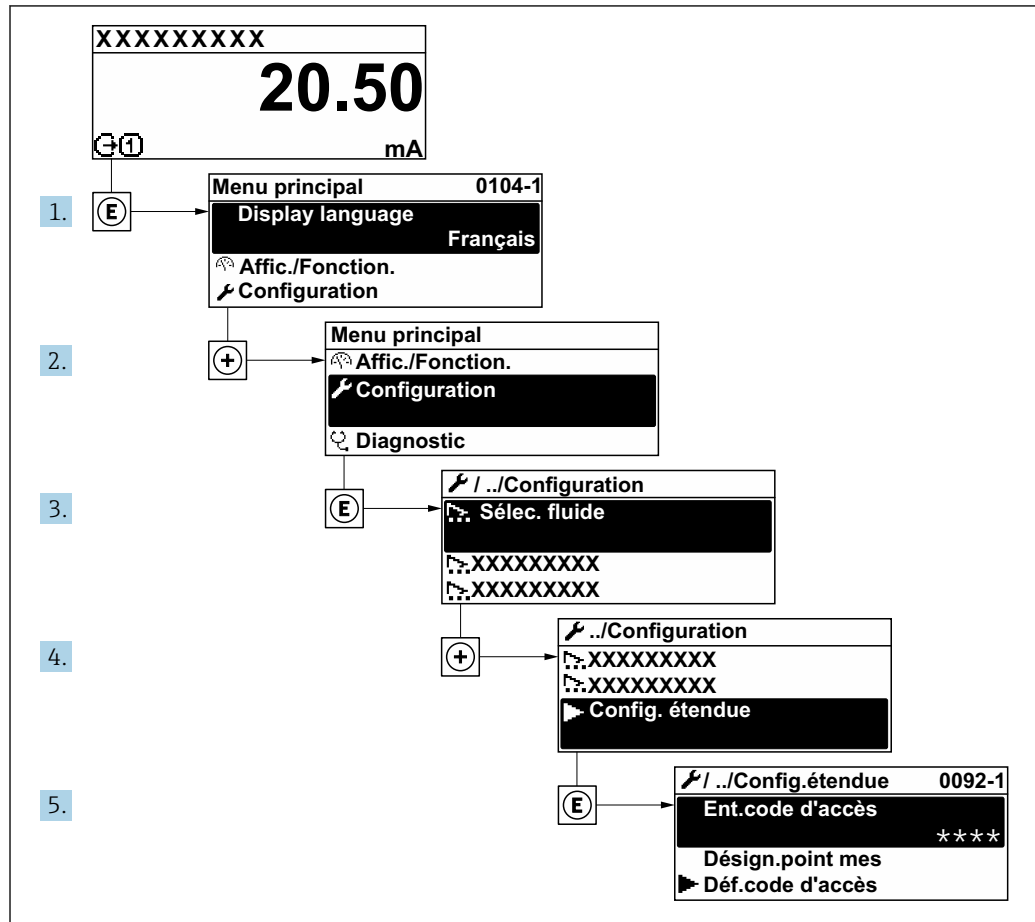 XXXXXXXXX
20.50
1 mA
1. E
Menu principal 0104-1
Display language
Français
Affic./Fonction.
Configuration
2. +
Menu principal
Affic./Fonction.
Configuration
Diagnostic
3. E
/ ../Configuration
Sélec. fluide
XXXXXXXXX
XXXXXXXXX
4. +
../Configuration
XXXXXXXXX
XXXXXXXXX
Config. étendue
5. E
/ ../Config.étendue 0092-1
Ent.code d'accès
****
Désign.point mes
Déf.code d'accès